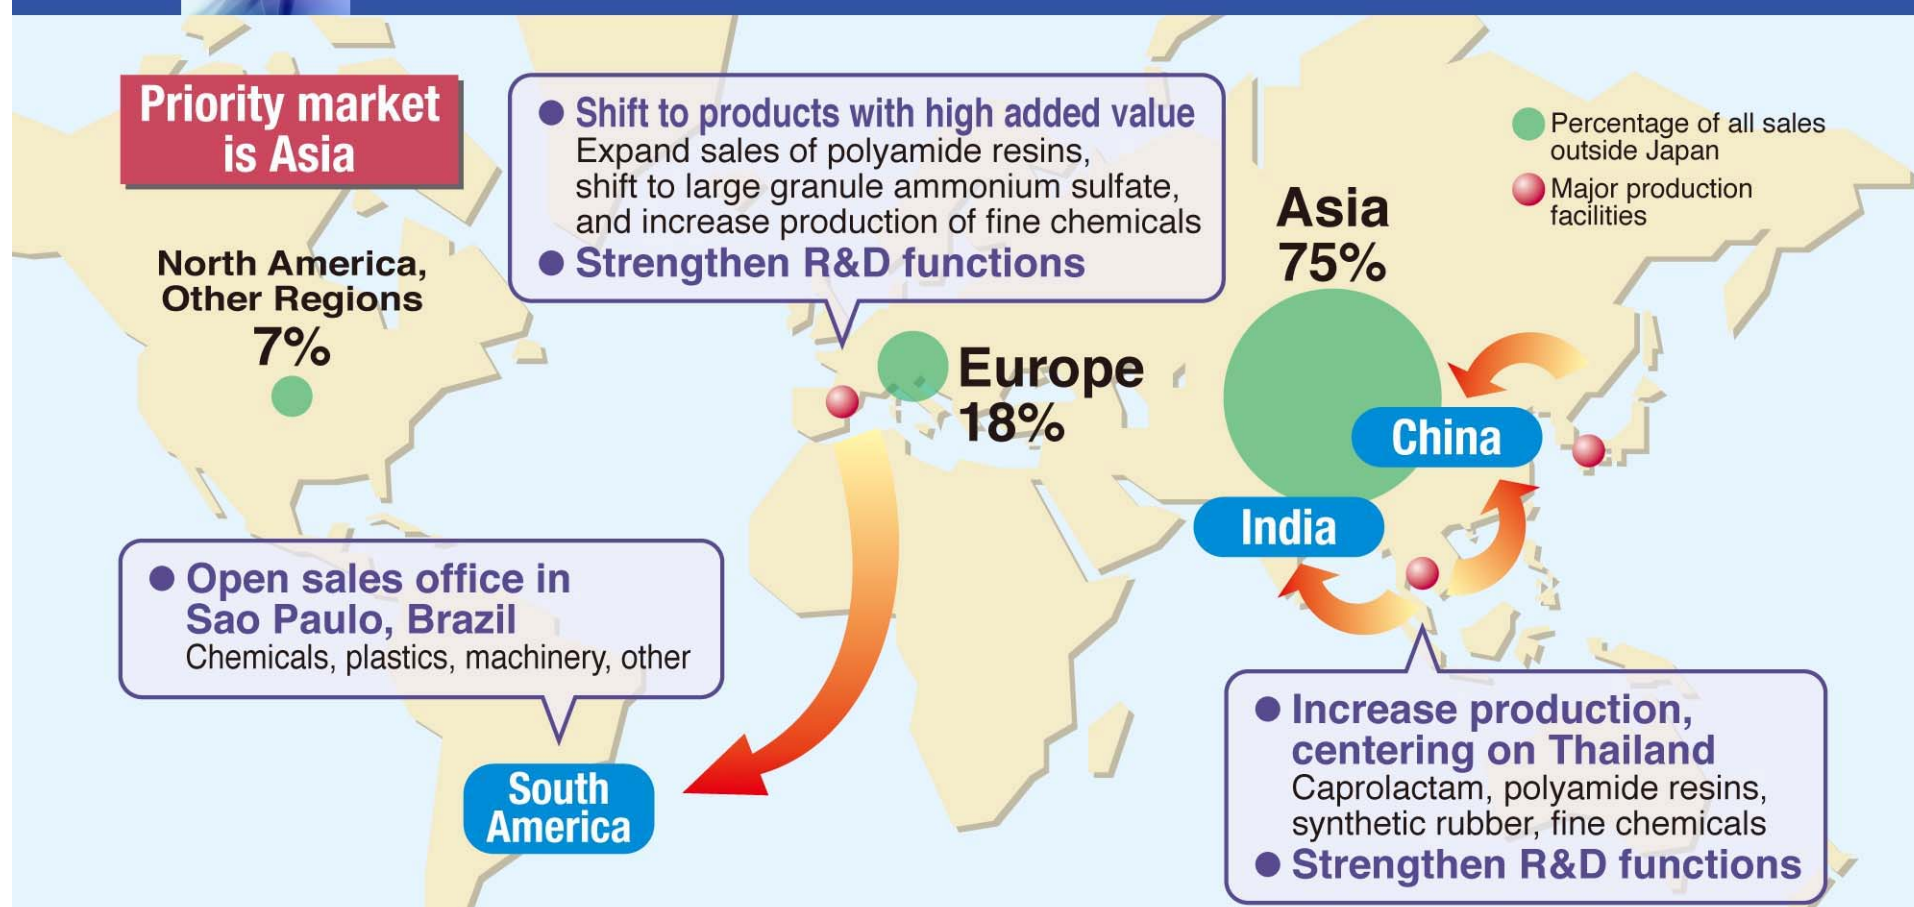 Priority market
is Asia
● Shift to products with high added value
Expand sales of polyamide resins,
shift to large granule ammonium sulfate,
and increase production of fine chemicals
● Strengthen R&D functions
Percentage of all sales
outside Japan
Major production
facilities
North America,
Other Regions
7%
Europe
18%
Asia
75%
China
India
● Open sales office in
Sao Paulo, Brazil
Chemicals, plastics, machinery, other
South
America
● Increase production,
centering on Thailand
Caprolactam, polyamide resins,
synthetic rubber, fine chemicals
● Strengthen R&D functions